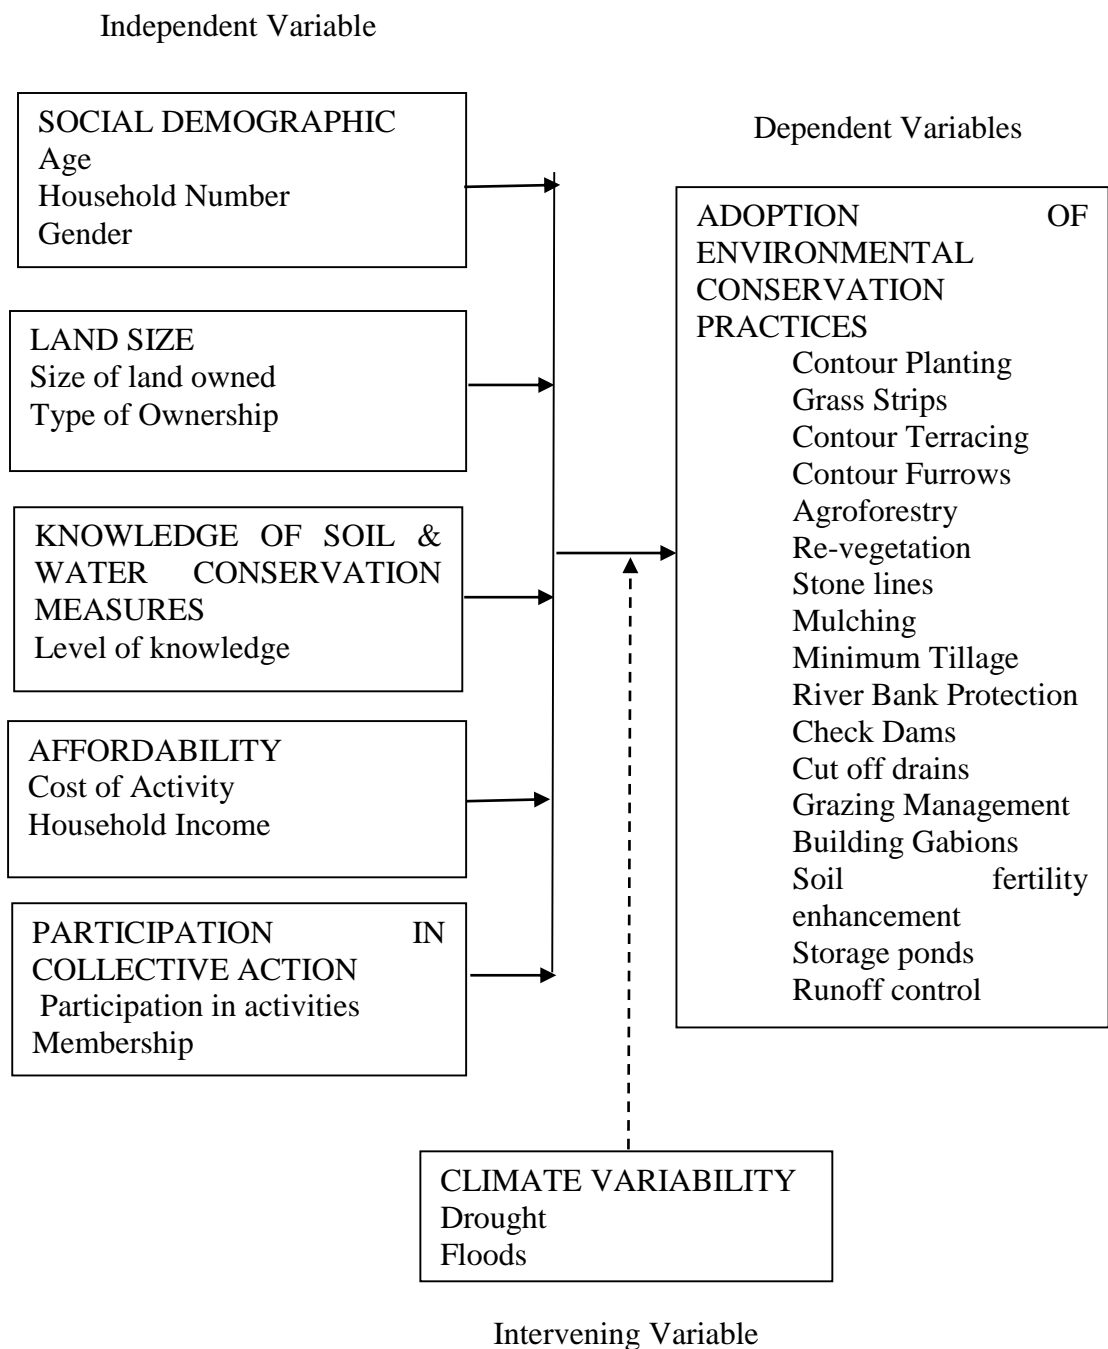 Independent Variable
SOCIAL DEMOGRAPHIC
Age
Household Number
Gender
LAND SIZE
Size of land owned
Type of Ownership
KNOWLEDGE OF SOIL &
WATER CONSERVATION
MEASURES
Level of knowledge
AFFORDABILITY
Cost of Activity
Household Income
PARTICIPATION IN
COLLECTIVE ACTION
Participation in activities
Membership
Dependent Variables
ADOPTION OF
ENVIRONMENTAL
CONSERVATION
PRACTICES
Contour Planting
Grass Strips
Contour Terracing
Contour Furrows
Agroforestry
Re-vegetation
Stone lines
Mulching
Minimum Tillage
River Bank Protection
Check Dams
Cut off drains
Grazing Management
Building Gabions
Soil fertility
enhancement
Storage ponds
Runoff control
CLIMATE VARIABILITY
Drought
Floods
Intervening Variable